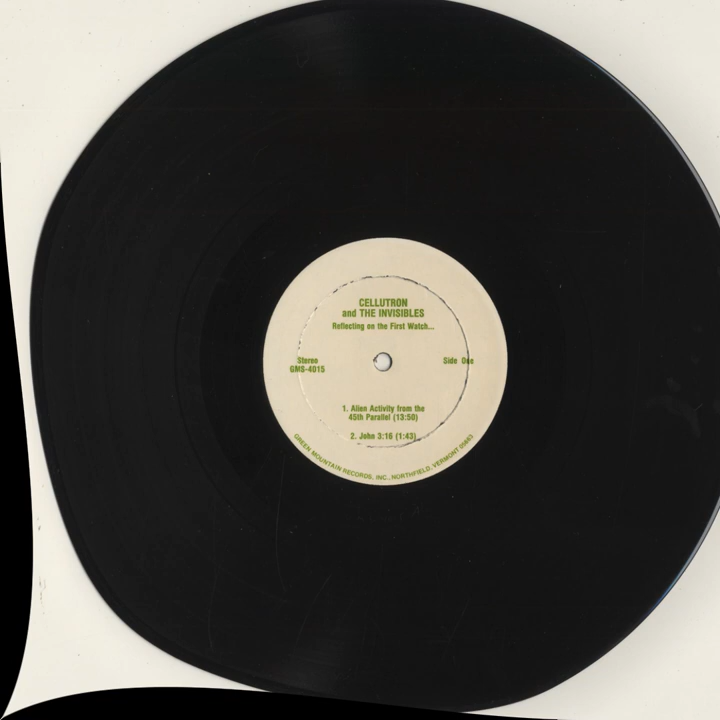 CELLUTRON
and THE INVISIBLES
Reflecting on the First Watch...
Stereo
GMS-4015
Side One
1. Alien Activity from the
45th Parallel (13:50)
2. John 3:16 (1:43)
GREEN MOUNTAIN RECORDS, INC., NORTHFIELD, VERMONT 05663